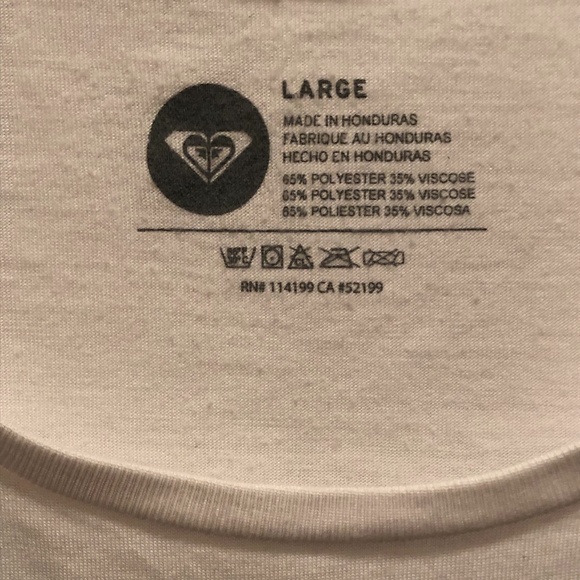 LARGE
MADE IN HONDURAS
FABRIQUE AU HONDURAS
HECHO EN HONDURAS
65% POLYESTER 35% VISCOSE
65% POLYESTER 35% VISCOSE
65% POLIESTER 35% VISCOSA
RN# 114199 CA #52199